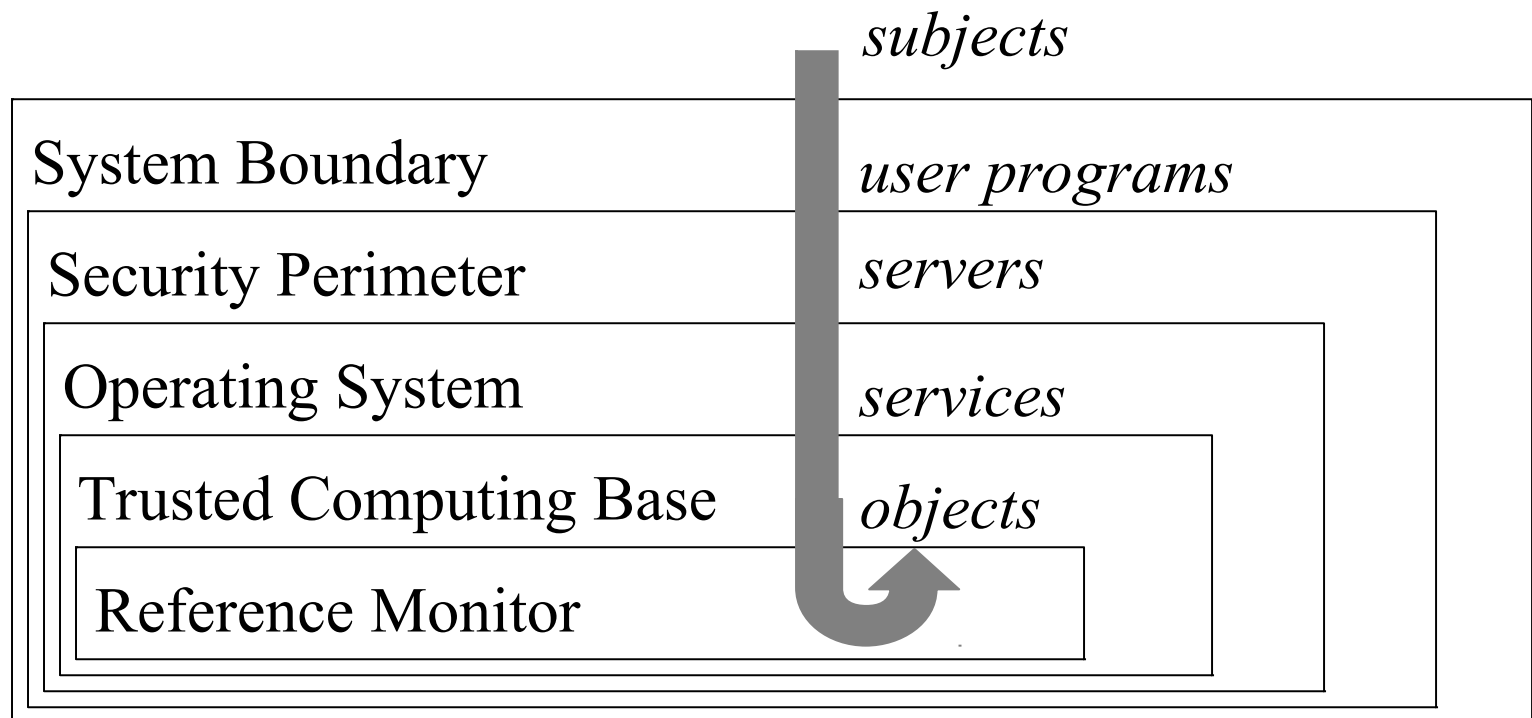 subjects
System Boundary user programs
Security Perimeter servers
Operating System services
Trusted Computing Base objects
Reference Monitor